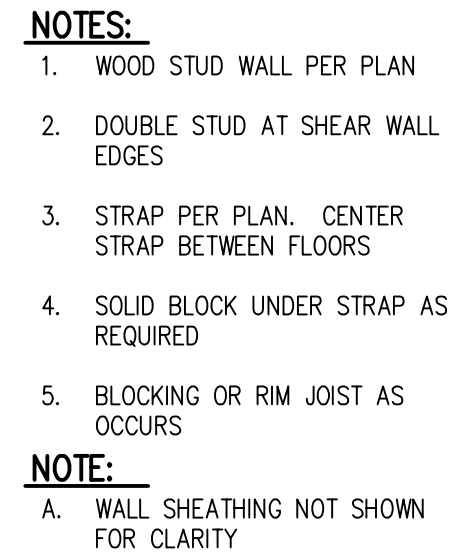 NOTES:
1. WOOD STUD WALL PER PLAN
2. DOUBLE STUD AT SHEAR WALL
EDGES
3. STRAP PER PLAN. CENTER
STRAP BETWEEN FLOORS
4. SOLID BLOCK UNDER STRAP AS
REQUIRED
5. BLOCKING OR RIM JOIST AS
OCCURS
NOTE:
A. WALL SHEATHING NOT SHOWN
FOR CLARITY